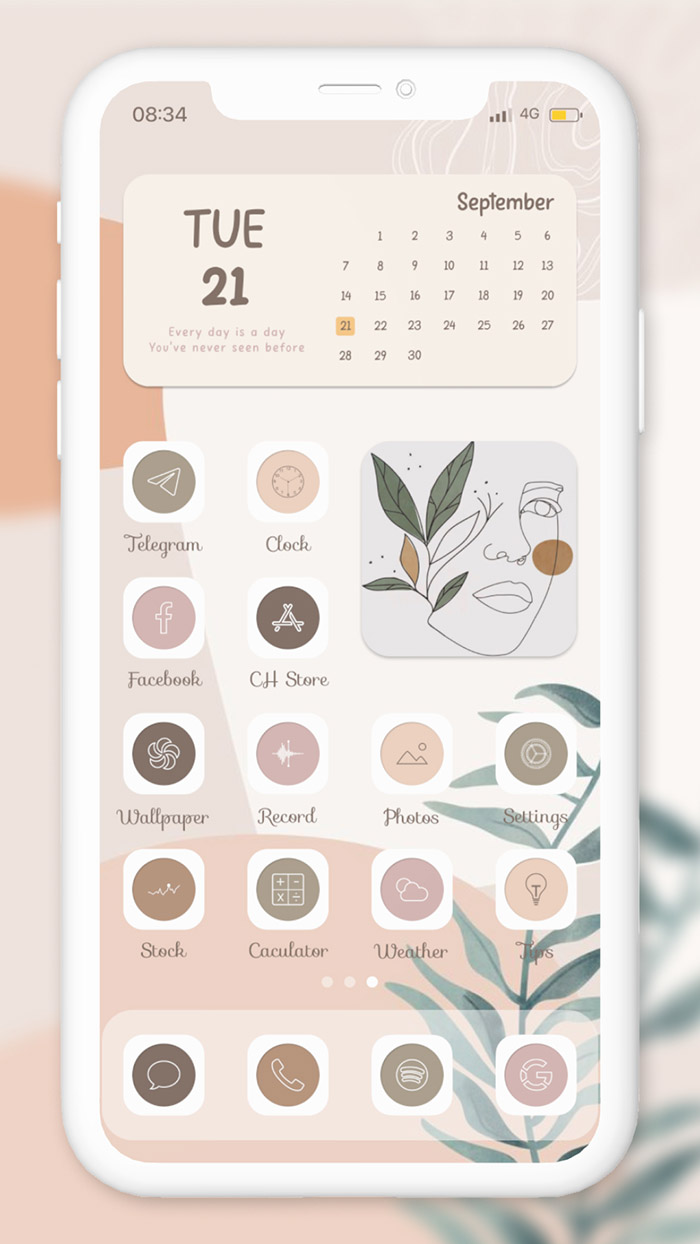 08:34
4G
TUE
21
Every day is a day
You've never seen before
September
1 2 3 4 5 6
7 8 9 10 11 12 13
14 15 16 17 18 19 20
21 22 23 24 25 26 27
28 29 30
Telegram Clock
Facebook CH Store
Wallpaper Record Photos Settings
Stock Caculator Weather Tips